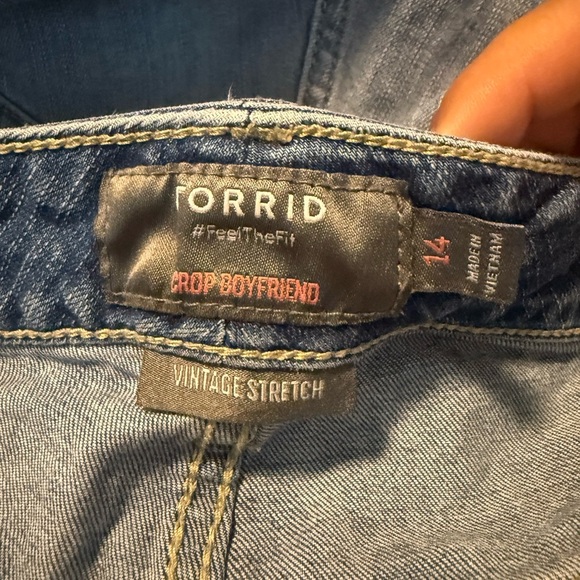 TORRID
#FeelTheFit
CROP BOYFRIEND
14
MADE IN
VIETNAM
VINTAGE STRETCH